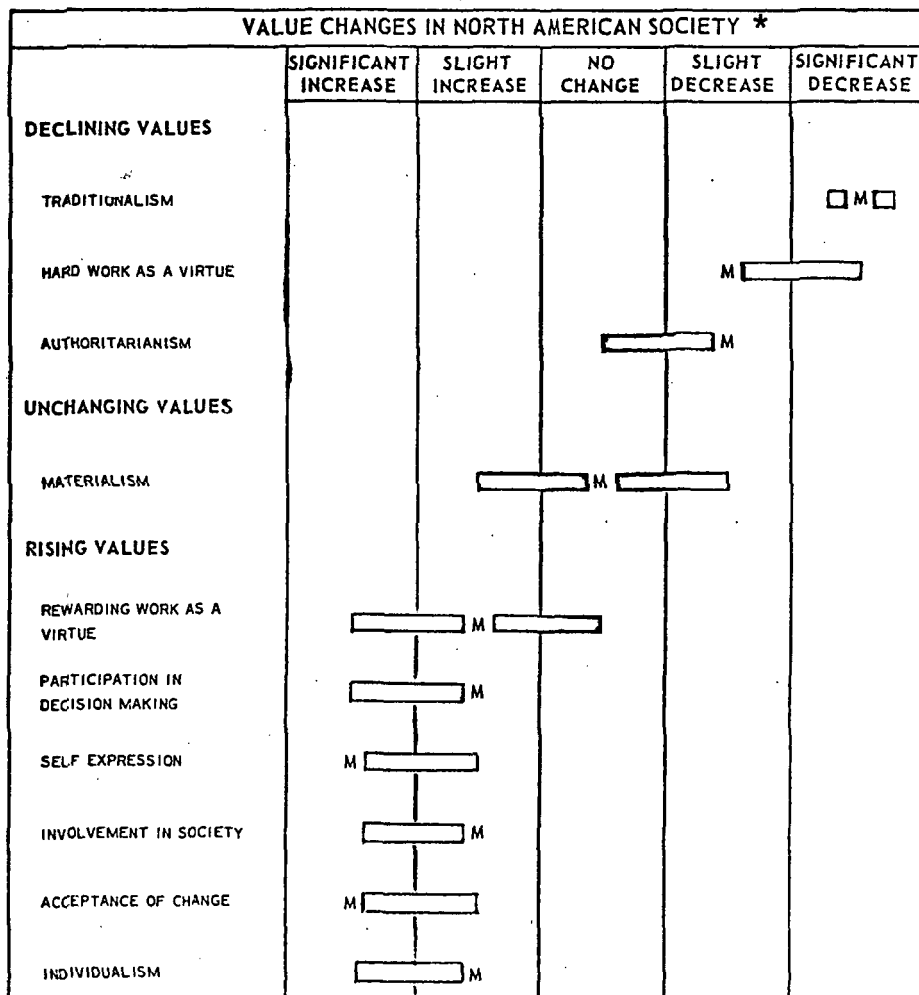 VALUE CHANGES IN NORTH AMERICAN SOCIETY *
SIGNIFICANT INCREASE
SLIGHT INCREASE
NO CHANGE
SLIGHT DECREASE
SIGNIFICANT DECREASE
DECLINING VALUES
TRADITIONALISM
M
HARD WORK AS A VIRTUE
M
AUTHORITARIANISM
M
UNCHANGING VALUES
MATERIALISM
M
RISING VALUES
REWARDING WORK AS A
VIRTUE
M
PARTICIPATION IN
DECISION MAKING
M
SELF EXPRESSION
M
INVOLVEMENT IN SOCIETY
M
ACCEPTANCE OF CHANGE
M
INDIVIDUALISM
M